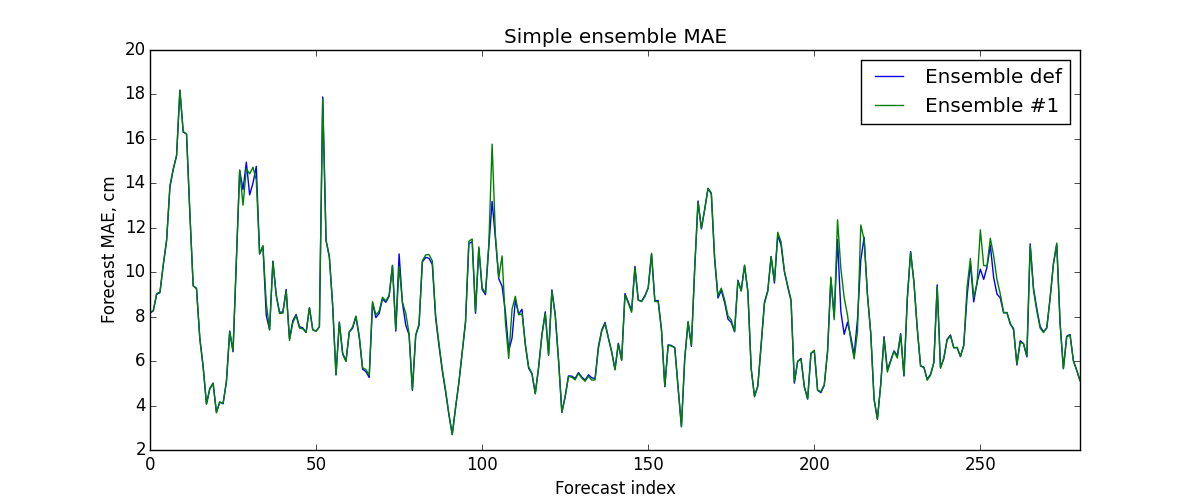 Simple ensemble MAE
20
18
16
14
12
10
8
6
4
2
Forecast MAE, cm
Ensemble def
Ensemble #1
0 50 100 150 200 250
Forecast index